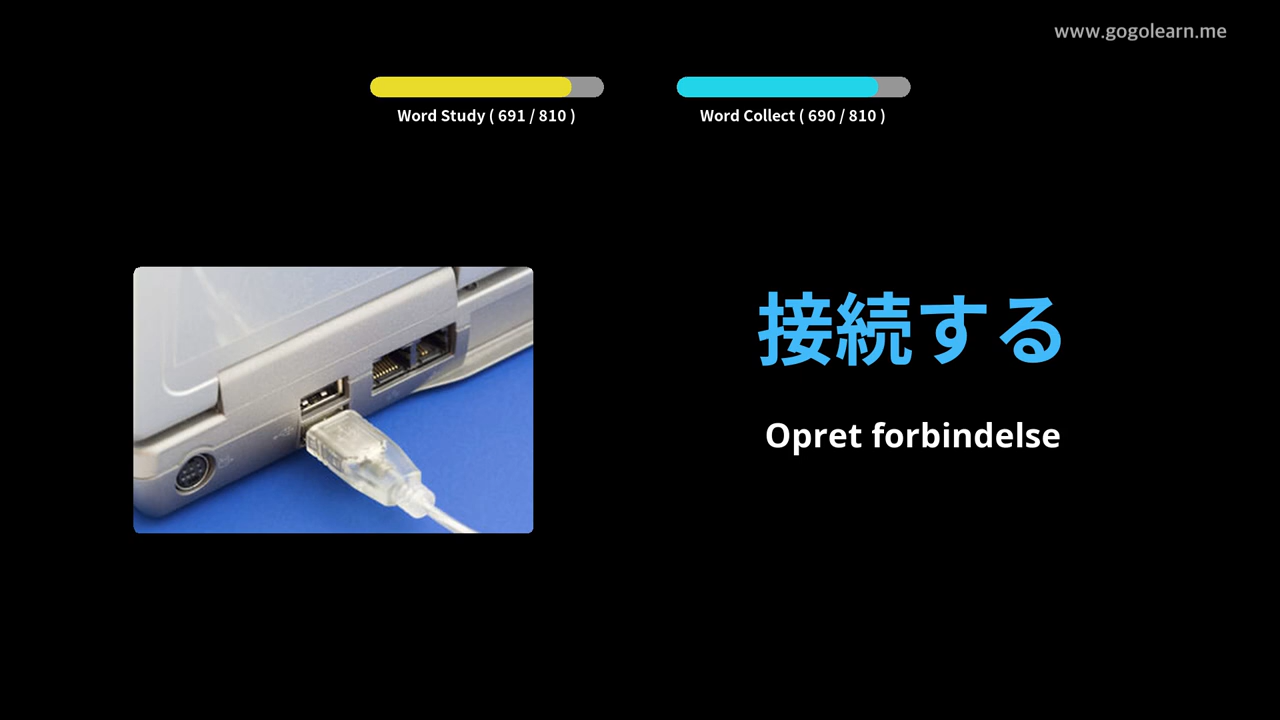 www.gogolearn.me
Word Study ( 691 / 810 )
Word Collect ( 690 / 810 )
接続する
Opret forbindelse